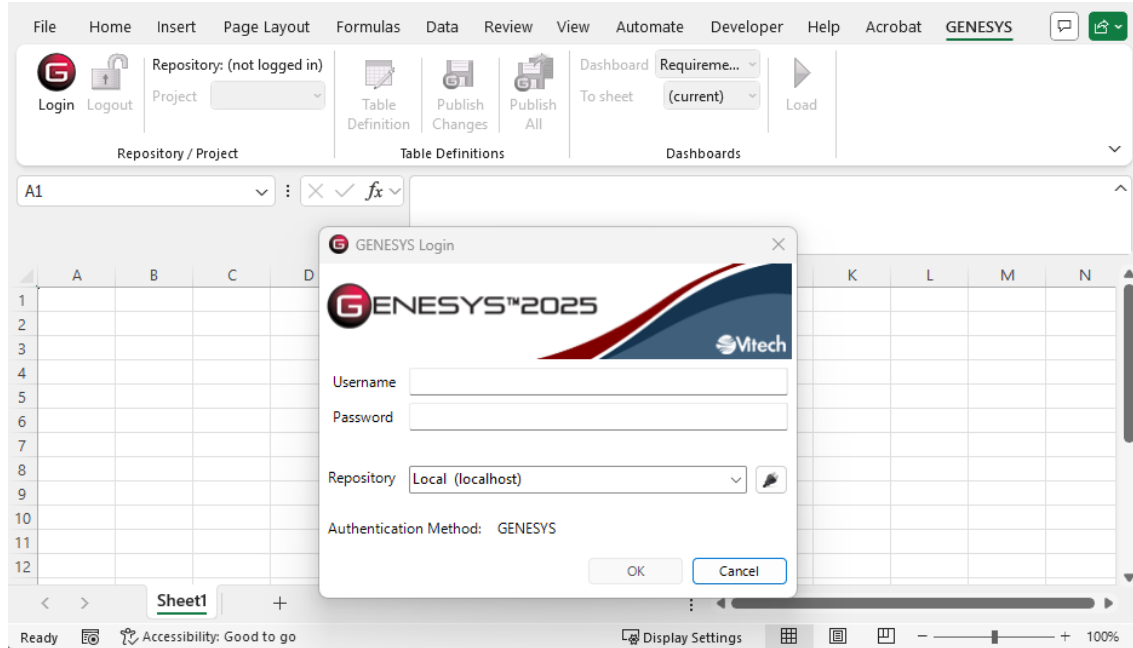 File Home Insert Page Layout Formulas Data Review View Automate Developer Help Acrobat GENESYS
Login Logout
Repository: (not logged in)
Project
Repository / Project
Table Definition
Publish Changes
Publish All
Table Definitions
Dashboard Requireme...
To sheet (current)
Load
Dashboards
A1 fx
GENESYS Login
GENESYS™2025
Vitech
Username
Password
Repository Local (localhost)
Authentication Method: GENESYS
OK Cancel
A B C D K L M N
1
2
3
4
5
6
7
8
9
10
11
12
Sheet1
Ready Accessibility: Good to go Display Settings 100%